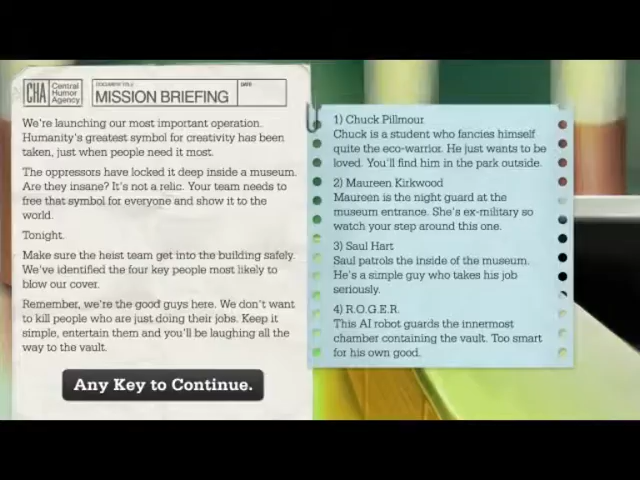 CHA Central
Humor
Agency
DOCUMENT TITLE
MISSION BRIEFING
DATE
We're launching our most important operation.
Humanity's greatest symbol for creativity has been
taken, just when people need it most.
The oppressors have locked it deep inside a museum.
Are they insane? It's not a relic. Your team needs to
free that symbol for everyone and show it to the
world.
Tonight.
Make sure the heist team get into the building safely.
We've identified the four key people most likely to
blow our cover.
Remember, we're the good guys here. We don't want
to kill people who are just doing their jobs. Keep it
simple, entertain them and you'll be laughing all the
way to the vault.
Any Key to Continue.
1) Chuck Pillmour
Chuck is a student who fancies himself
quite the eco-warrior. He just wants to be
loved. You'll find him in the park outside.
2) Maureen Kirkwood
Maureen is the night guard at the
museum entrance. She's ex-military so
watch your step around this one.
3) Saul Hart
Saul patrols the inside of the museum.
He's a simple guy who takes his job
seriously.
4) R.O.G.E.R.
This AI robot guards the innermost
chamber containing the vault. Too smart
for his own good.